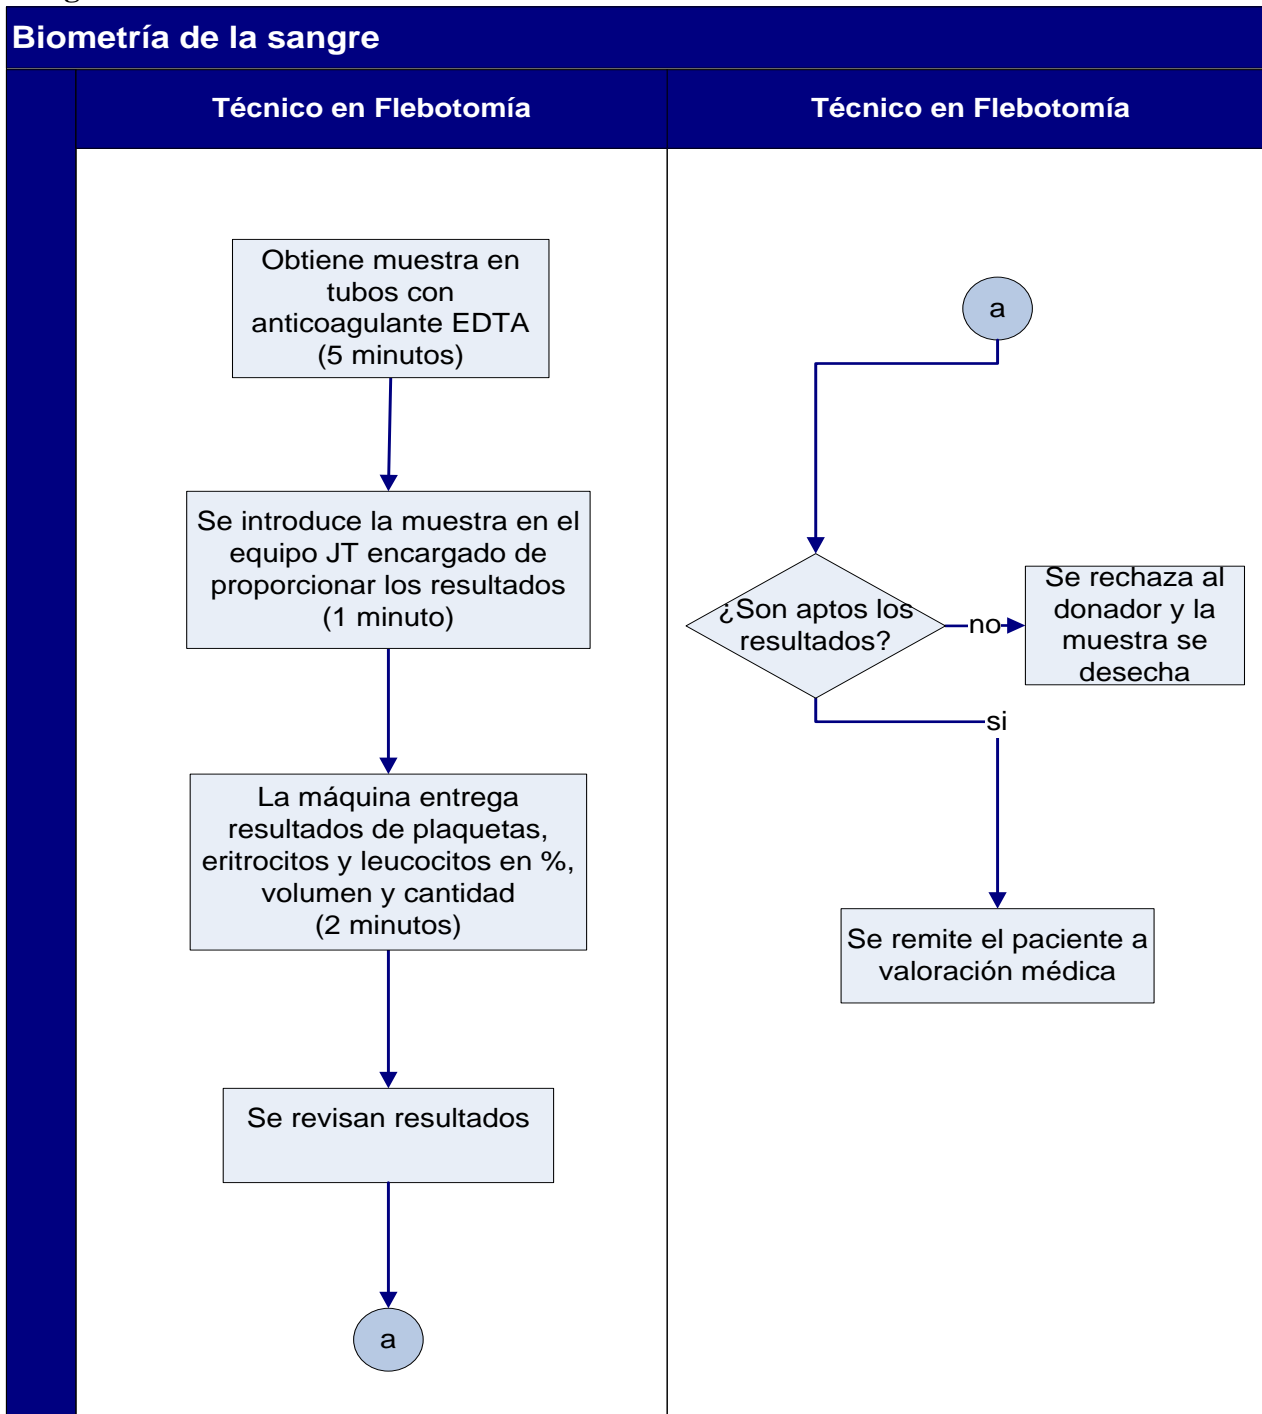 Biometría de la sangre
Técnico en Flebotomía
Obtiene muestra en
tubos con
anticoagulante EDTA
(5 minutos)
Se introduce la muestra en el
equipo JT encargado de
proporcionar los resultados
(1 minuto)
La máquina entrega
resultados de plaquetas,
eritrocitos y leucocitos en %,
volumen y cantidad
(2 minutos)
Se revisan resultados
a
Técnico en Flebotomía
a
¿Son aptos los
resultados?
no
Se rechaza al
donador y la
muestra se
desecha
si
Se remite el paciente a
valoración médica